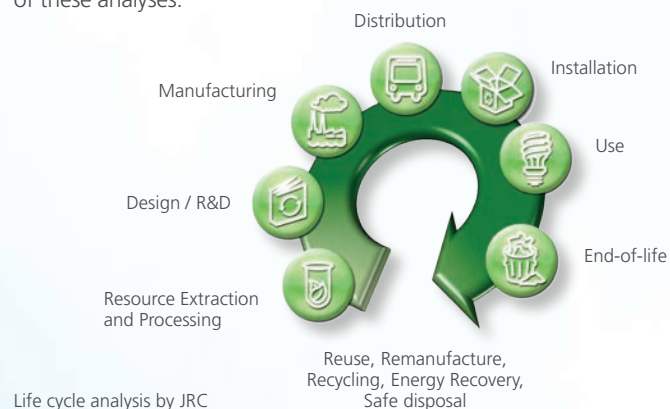 of these analyses.
Distribution
Installation
Manufacturing
Use
Design / R&D
End-of-life
Resource Extraction
and Processing
Reuse, Remanufacture,
Recycling, Energy Recovery,
Safe disposal
Life cycle analysis by JRC